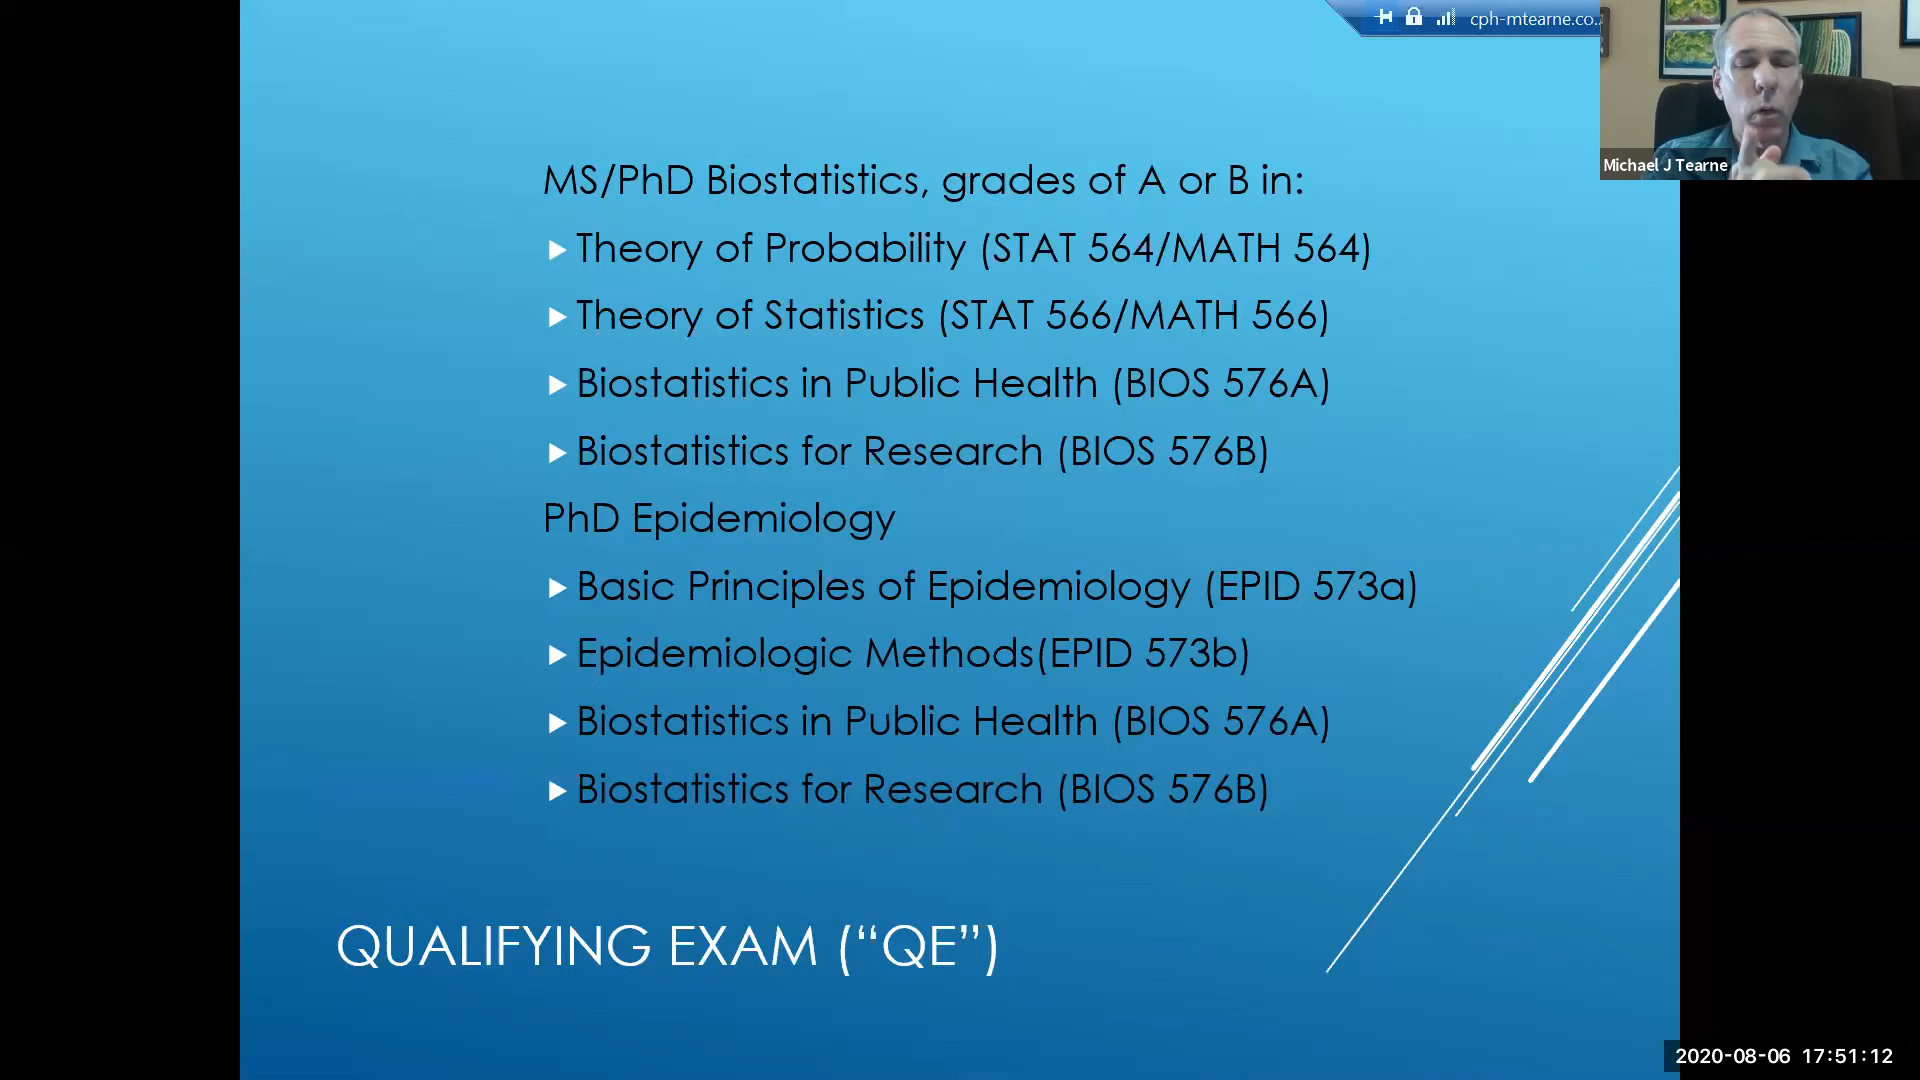 cph-mtearne.co..
Michael J Tearne
MS/PhD Biostatistics, grades of A or B in:
Theory of Probability (STAT 564/MATH 564)
Theory of Statistics (STAT 566/MATH 566)
Biostatistics in Public Health (BIOS 576A)
Biostatistics for Research (BIOS 576B)
PhD Epidemiology
Basic Principles of Epidemiology (EPID 573a)
Epidemiologic Methods(EPID 573b)
Biostatistics in Public Health (BIOS 576A)
Biostatistics for Research (BIOS 576B)
QUALIFYING EXAM (“QE”)
2020-08-06 17:51:12